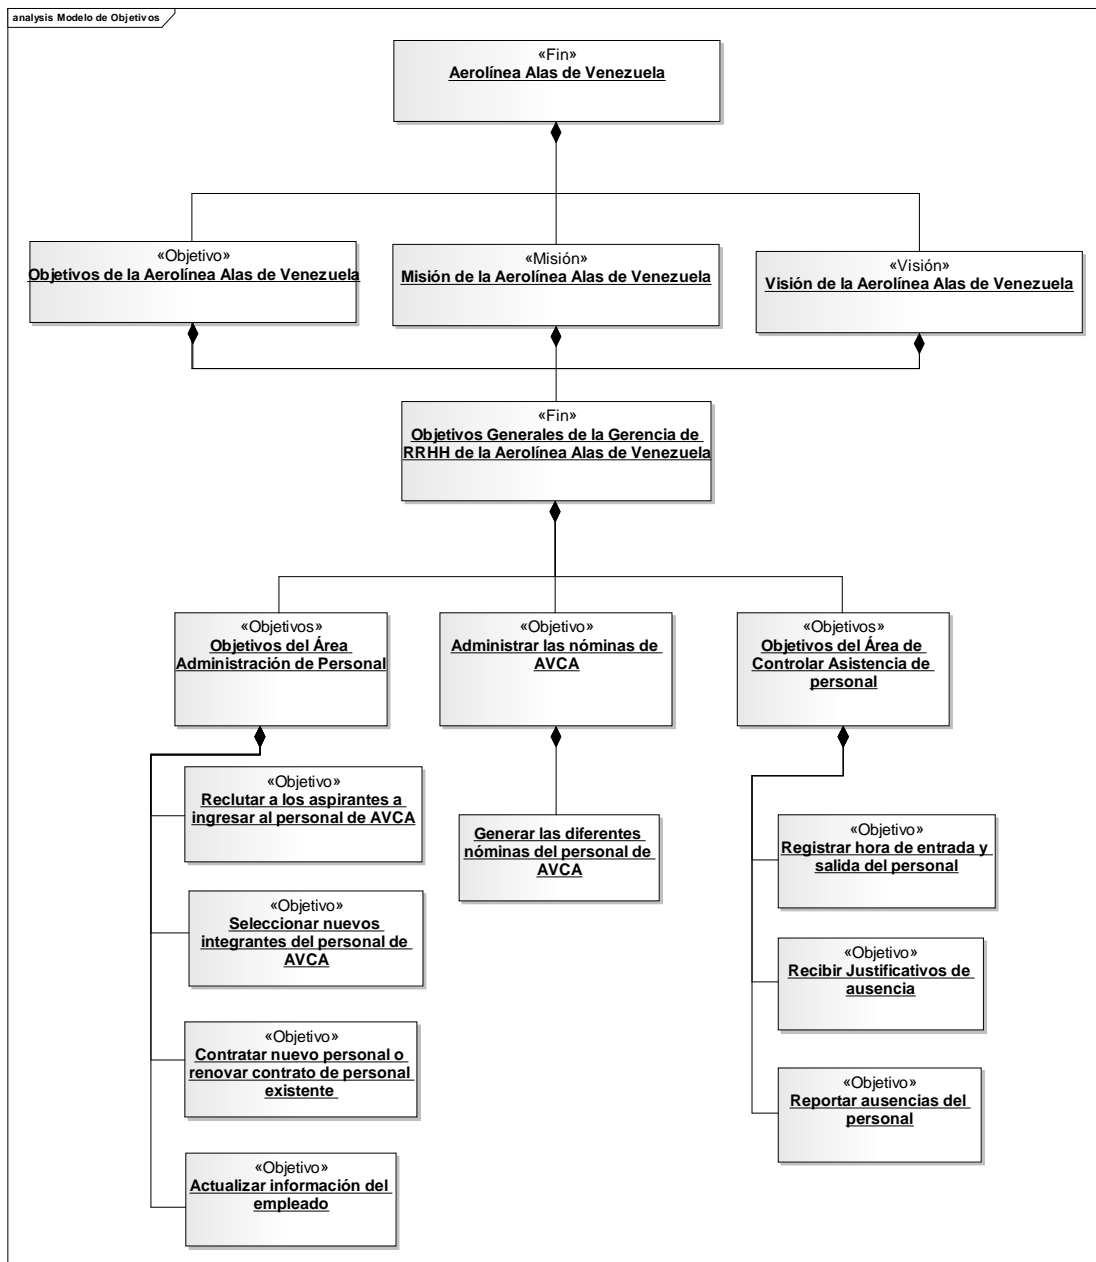 analysis Modelo de Objetivos
«Fin»
Aerolínea Alas de Venezuela
«Objetivo»
Objetivos de la Aerolínea Alas de Venezuela
«Misión»
Misión de la Aerolínea Alas de Venezuela
«Visión»
Visión de la Aerolínea Alas de Venezuela
«Fin»
Objetivos Generales de la Gerencia de
RRHH de la Aerolínea Alas de Venezuela
«Objetivos»
Objetivos del Área
Administración de Personal
«Objetivo»
Administrar las nóminas de
AVCA
«Objetivos»
Objetivos del Área de
Controlar Asistencia de
personal
«Objetivo»
Reclutar a los aspirantes a
ingresar al personal de AVCA
«Objetivo»
Seleccionar nuevos
integrantes del personal de
AVCA
«Objetivo»
Contratar nuevo personal o
renovar contrato de personal
existente
«Objetivo»
Actualizar información del
empleado
Generar las diferentes
nóminas del personal de
AVCA
«Objetivo»
Registrar hora de entrada y
salida del personal
«Objetivo»
Recibir Justificativos de
ausencia
«Objetivo»
Reportar ausencias del
personal